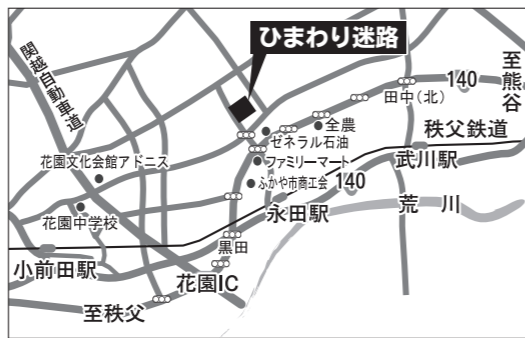 ひまわり迷路
関越自動車道
至熊谷
140
田中（北）
全農
ゼネラル石油
秩父鉄道
花園文化会館アドニス
ファミリーマート
武川駅
ふかや市商工会
140
花園中学校
永田駅
荒川
黒田
小前田駅
花園IC
至秩父